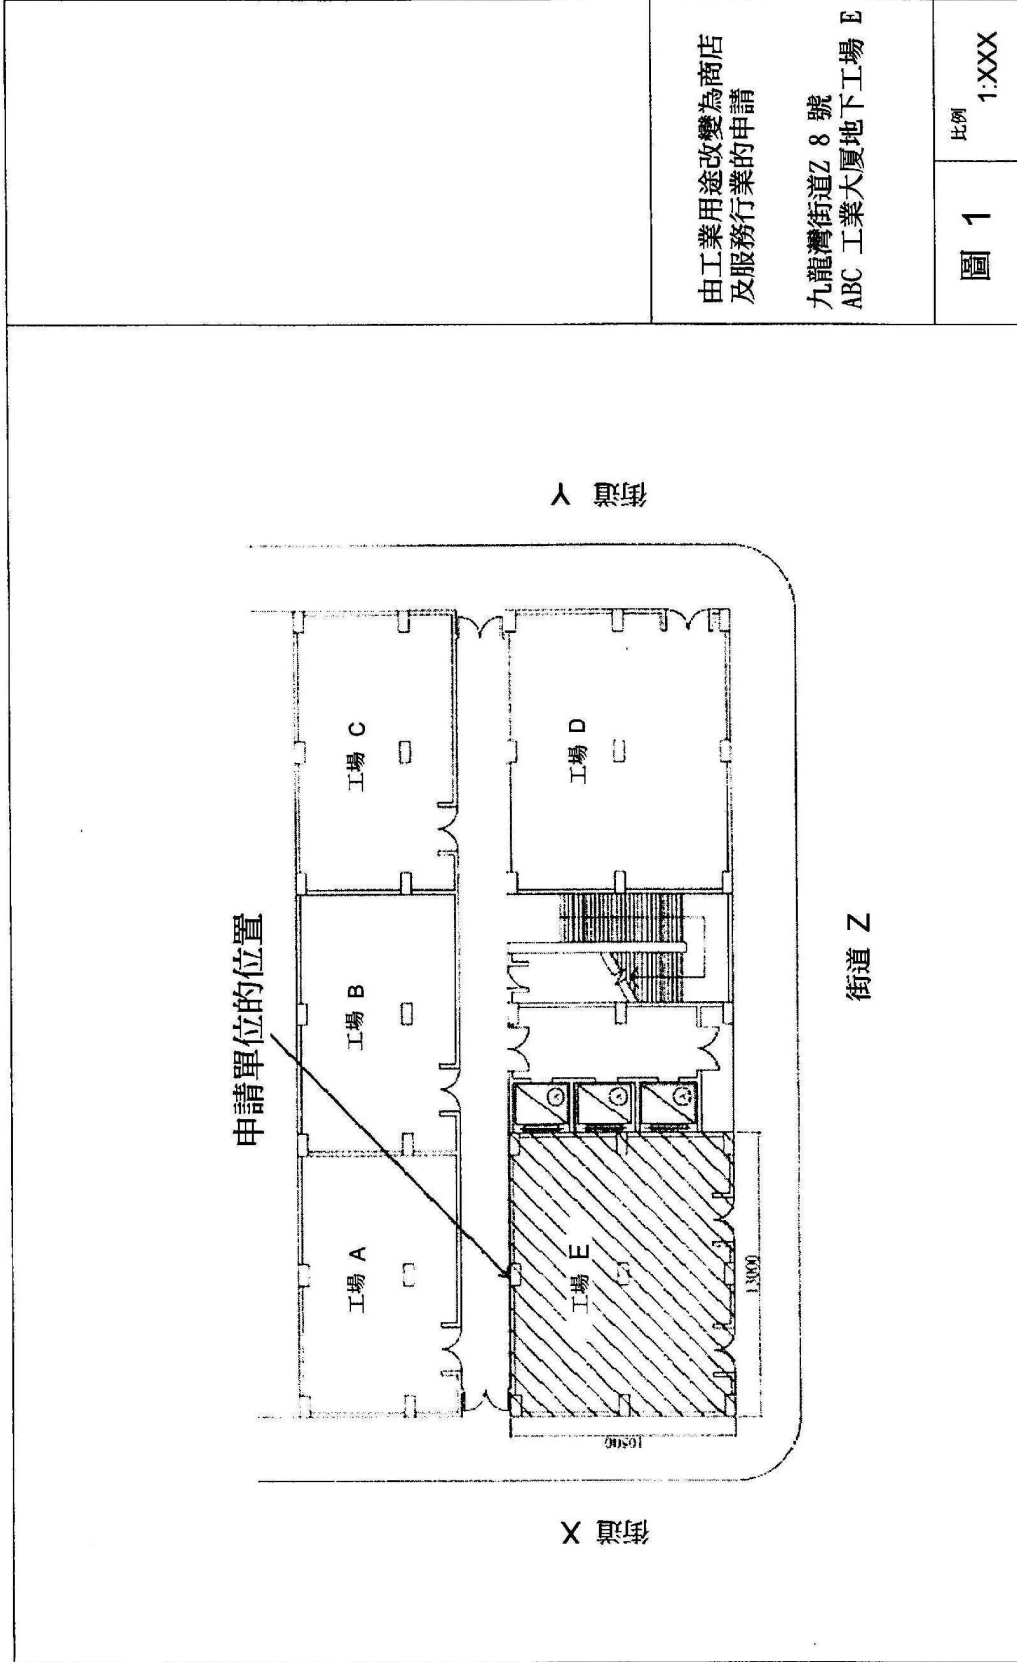 申請單位的位置
工場 A
工場 B
工場 C
工場 E
工場 D
10800
13000
街道 X
街道 Y
街道 Z
由工業用途改變為商店
及服務行業的申請
九龍灣街道Z 8 號
ABC 工業大廈地下工場 E
圖 1
比例
1:XXX